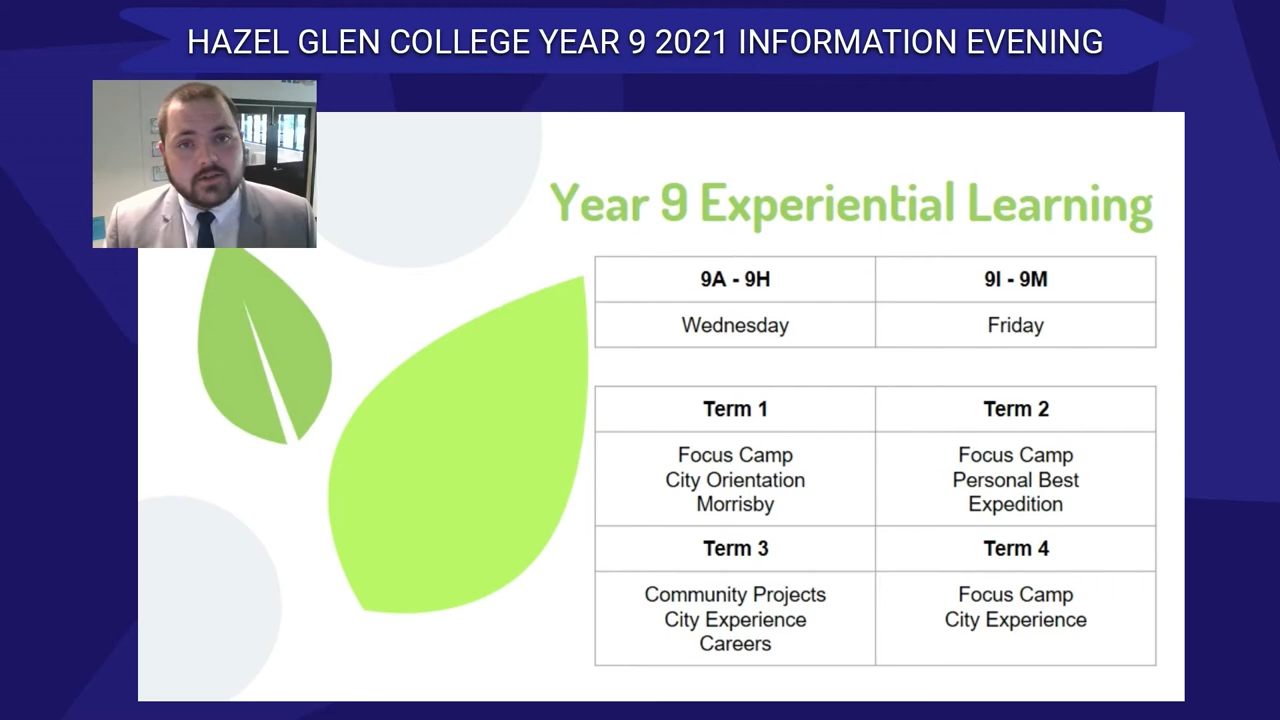 HAZEL GLEN COLLEGE YEAR 9 2021 INFORMATION EVENING
Year 9 Experiential Learning
9A - 9H
9I - 9M
Wednesday
Friday
Term 1
Term 2
Focus Camp
City Orientation
Morrisby
Focus Camp
Personal Best
Expedition
Term 3
Term 4
Community Projects
City Experience
Careers
Focus Camp
City Experience